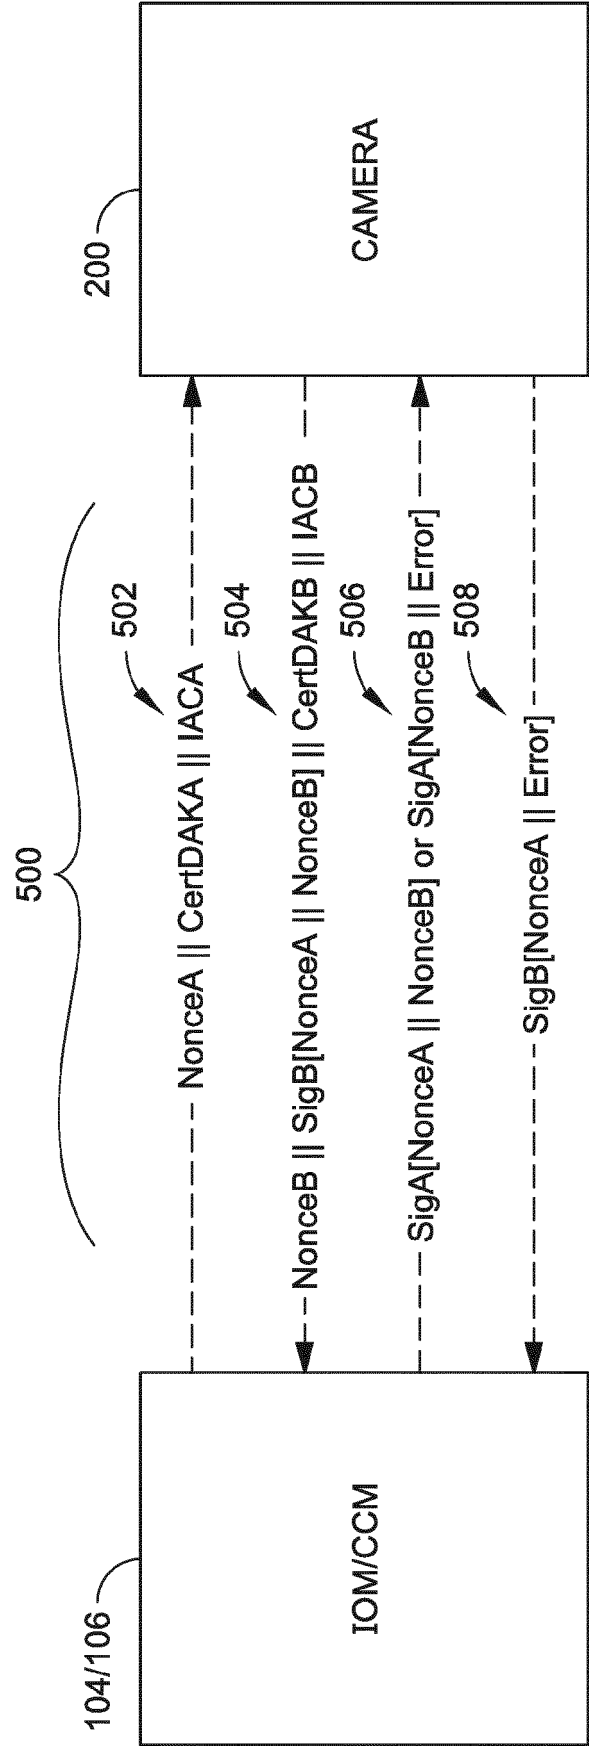 500
104/106
IOM/CCM
200
CAMERA
502
NonceA || CertDAKA || IACA
504
NonceB || SigB[NonceA || NonceB] || CertDAKB || IACB
506
SigA[NonceA || NonceB] or SigA[NonceB || Error]
508
SigB[NonceA || Error]